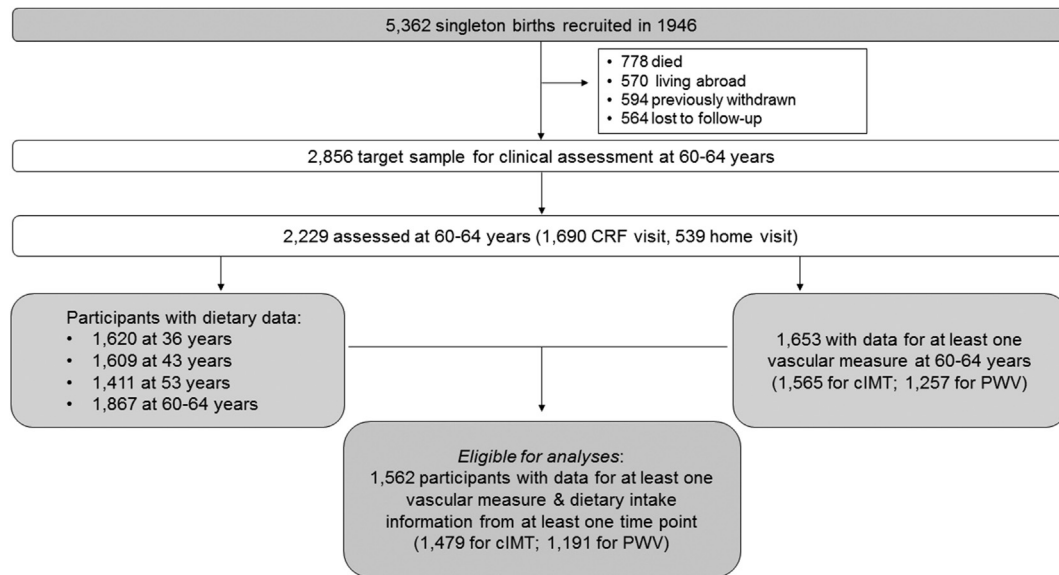 5,362 singleton births recruited in 1946
• 778 died
• 570 living abroad
• 594 previously withdrawn
• 564 lost to follow-up
2,856 target sample for clinical assessment at 60-64 years
2,229 assessed at 60-64 years (1,690 CRF visit, 539 home visit)
Participants with dietary data:
• 1,620 at 36 years
• 1,609 at 43 years
• 1,411 at 53 years
• 1,867 at 60-64 years
1,653 with data for at least one
vascular measure at 60-64 years
(1,565 for cIMT; 1,257 for PWV)
Eligible for analyses:
1,562 participants with data for at least one
vascular measure & dietary intake
information from at least one time point
(1,479 for cIMT; 1,191 for PWV)